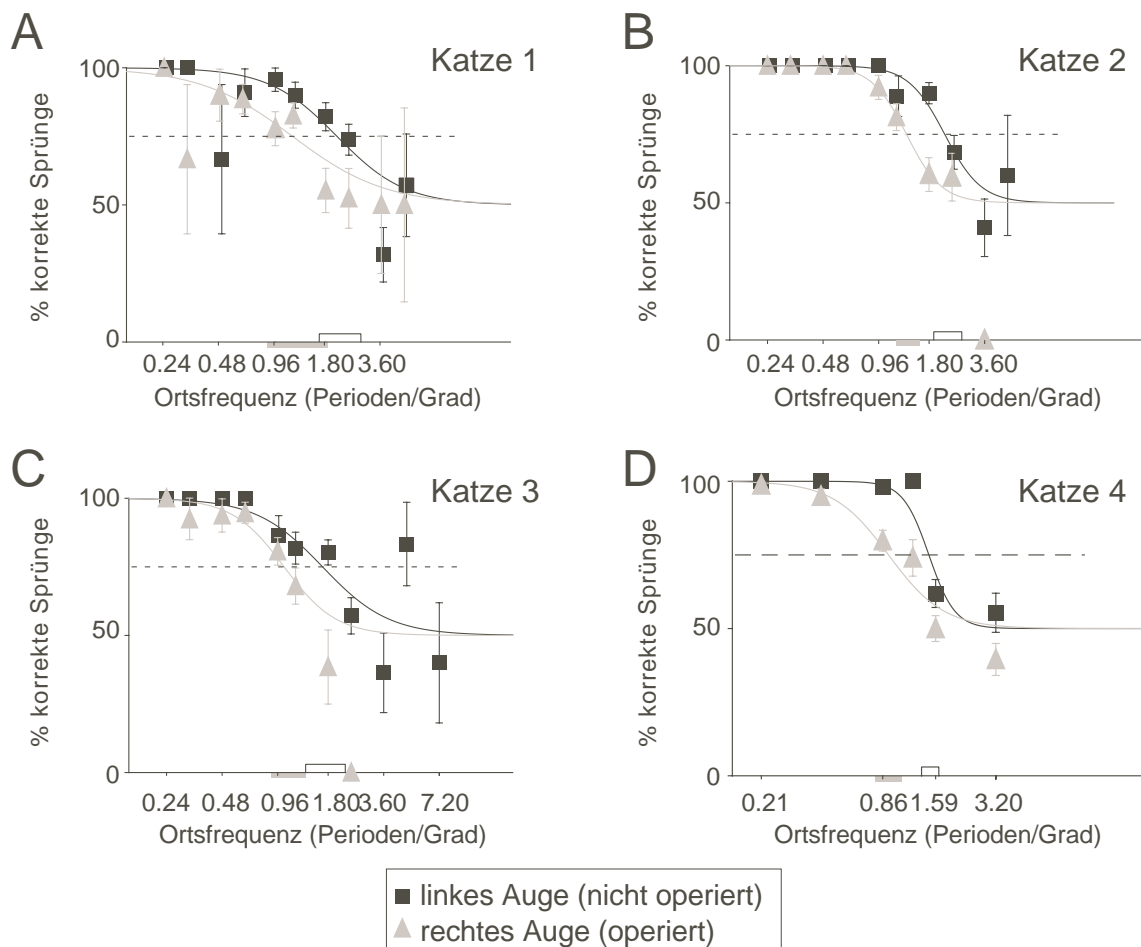 A
Katze 1
100
50
0
% korrekte Sprünge
0.24 0.48 0.96 1.80 3.60
Ortsfrequenz (Perioden/Grad)
B
Katze 2
100
50
0
% korrekte Sprünge
0.24 0.48 0.96 1.80 3.60
Ortsfrequenz (Perioden/Grad)
C
Katze 3
100
50
0
% korrekte Sprünge
0.24 0.48 0.96 1.80 3.60 7.20
Ortsfrequenz (Perioden/Grad)
D
Katze 4
100
50
0
% korrekte Sprünge
0.21 0.86 1.59 3.20
Ortsfrequenz (Perioden/Grad)
linkes Auge (nicht operiert)
rechtes Auge (operiert)